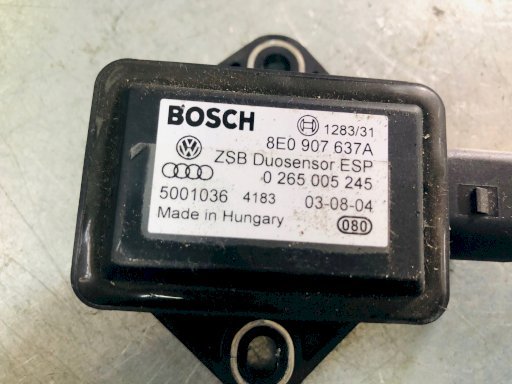 BOSCH 1283/31
8E0 907 637A
ZSB Duosensor ESP
0 265 005 245
5001036 4183 03-08-04
Made in Hungary 080